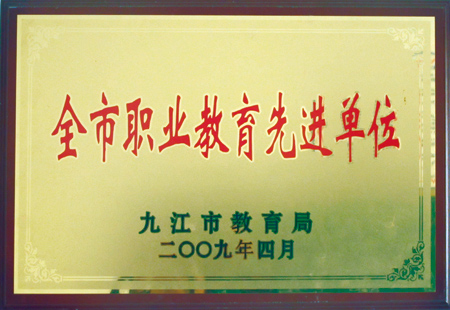 全市职业教育先进单位
九江市教育局
二〇〇九年四月